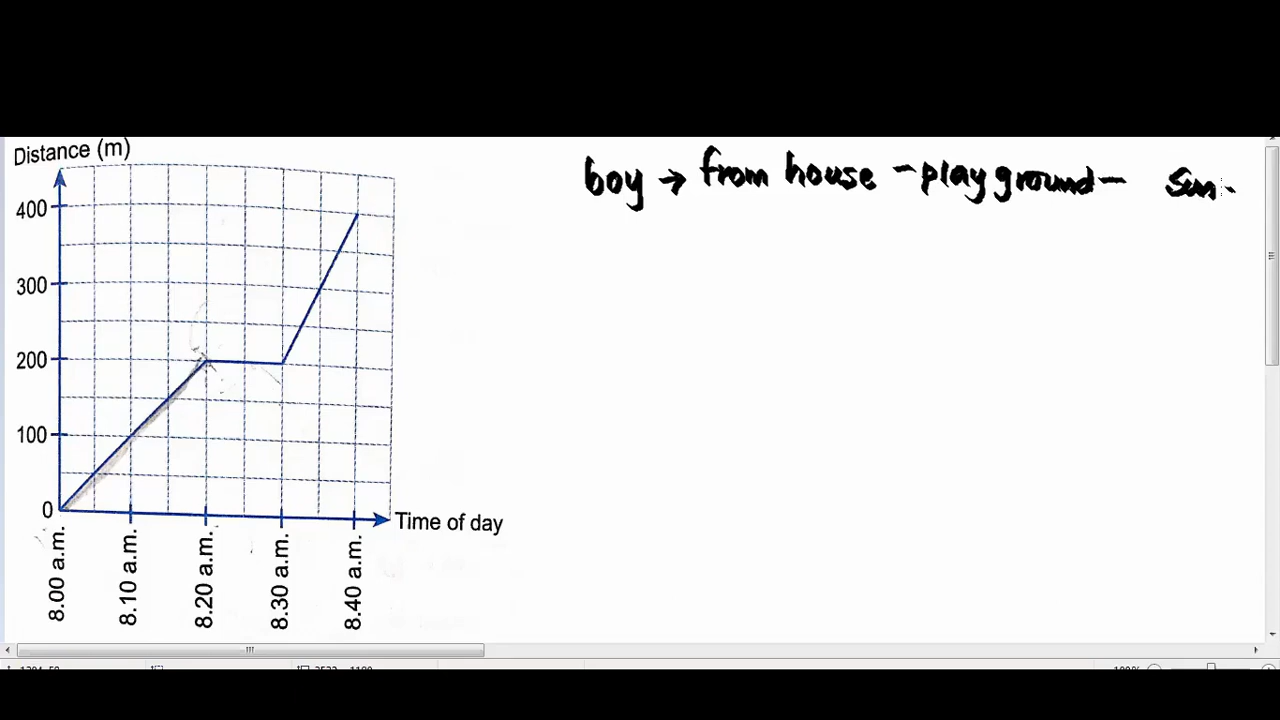 Distance (m)
boy → from house - playground - sun
400
300
200
100
0
Time of day
8.00 a.m.
8.10 a.m.
8.20 a.m.
8.30 a.m.
8.40 a.m.